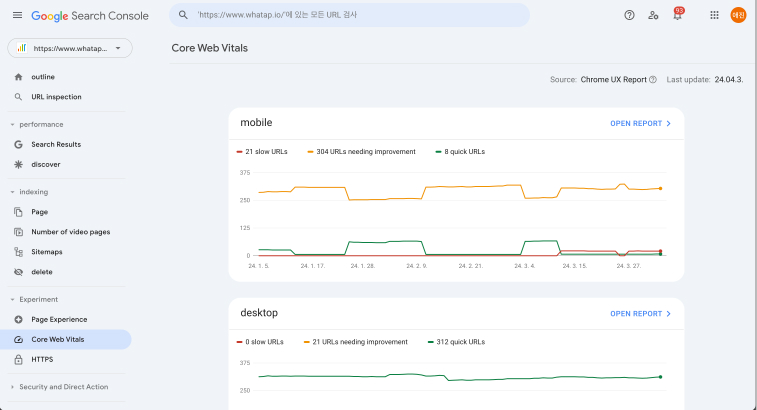 Google Search Console
'https://www.whatap.io/'에 있는 모든 URL 검사
93
예진
https://www.whatap...
Core Web Vitals
outline
URL inspection
Source: Chrome UX Report Last update: 24.04.3.
performance
Search Results
discover
indexing
Page
Number of video pages
Sitemaps
delete
Experiment
Page Experience
Core Web Vitals
HTTPS
Security and Direct Action
mobile
OPEN REPORT
21 slow URLs 304 URLs needing improvement 8 quick URLs
375
250
125
0
24. 1. 5. 24. 1. 17. 24. 1. 28. 24. 2. 9. 24. 2. 21. 24. 3. 4. 24. 3. 15. 24. 3. 27.
desktop
OPEN REPORT
0 slow URLs 21 URLs needing improvement 312 quick URLs
375
250